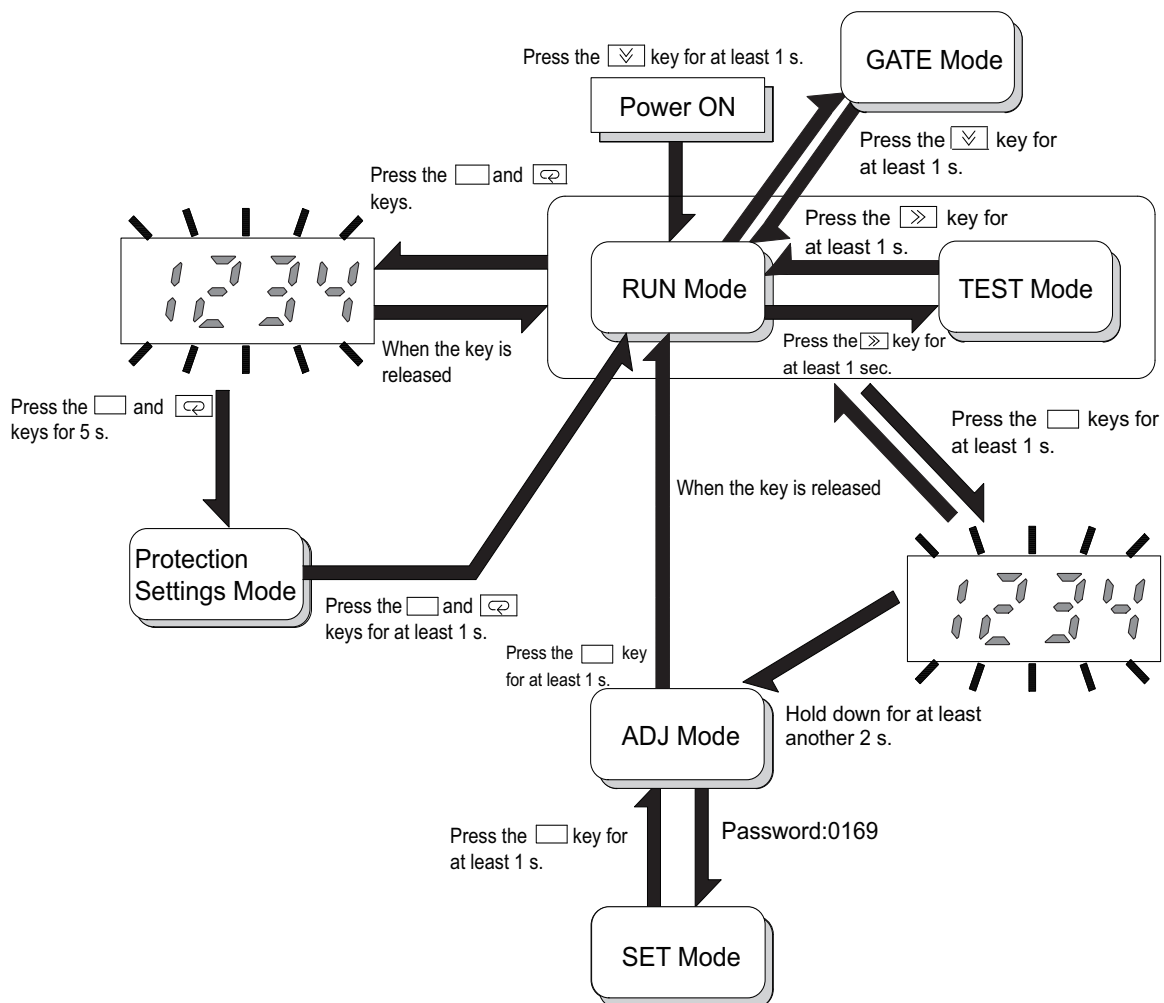 Press the key for at least 1 s.
GATE Mode
Power ON
Press the key for
at least 1 s.
Press the and
keys.
Press the key for
at least 1 s.
RUN Mode
TEST Mode
1234
Press the key for
at least 1 sec.
When the key is
released
Press the and
keys for 5 s.
Press the keys for
at least 1 s.
When the key is released
Protection
Settings Mode
1234
Press the and
keys for at least 1 s.
Press the key
for at least 1 s.
ADJ Mode
Hold down for at least
another 2 s.
Press the key for
at least 1 s.
Password:0169
SET Mode